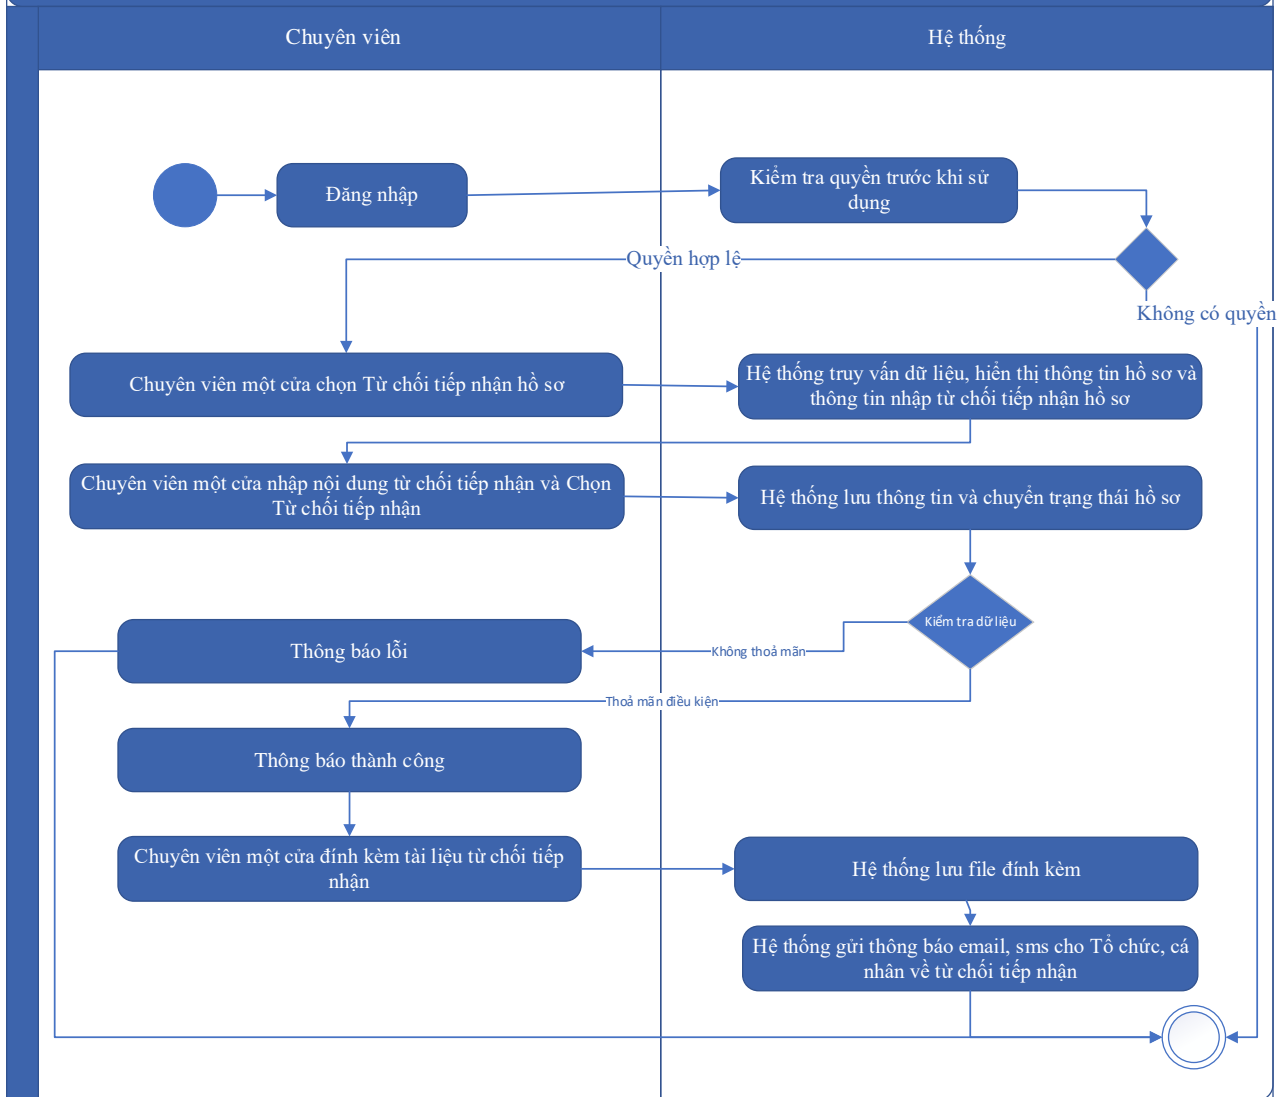 Chuyên viên
Hệ thống
Đăng nhập
Kiểm tra quyền trước khi sử
dụng
Quyền hợp lệ
Không có quyền
Chuyên viên một cửa chọn Từ chối tiếp nhận hồ sơ
Hệ thống truy vấn dữ liệu, hiển thị thông tin hồ sơ và
thông tin nhập từ chối tiếp nhận hồ sơ
Chuyên viên một cửa nhập nội dung từ chối tiếp nhận và Chọn
Từ chối tiếp nhận
Hệ thống lưu thông tin và chuyển trạng thái hồ sơ
Kiểm tra dữ liệu
Thông báo lỗi
Không thoả mãn
Thoả mãn điều kiện
Thông báo thành công
Chuyên viên một cửa đính kèm tài liệu từ chối tiếp
nhận
Hệ thống lưu file đính kèm
Hệ thống gửi thông báo email, sms cho Tổ chức, cá
nhân về từ chối tiếp nhận